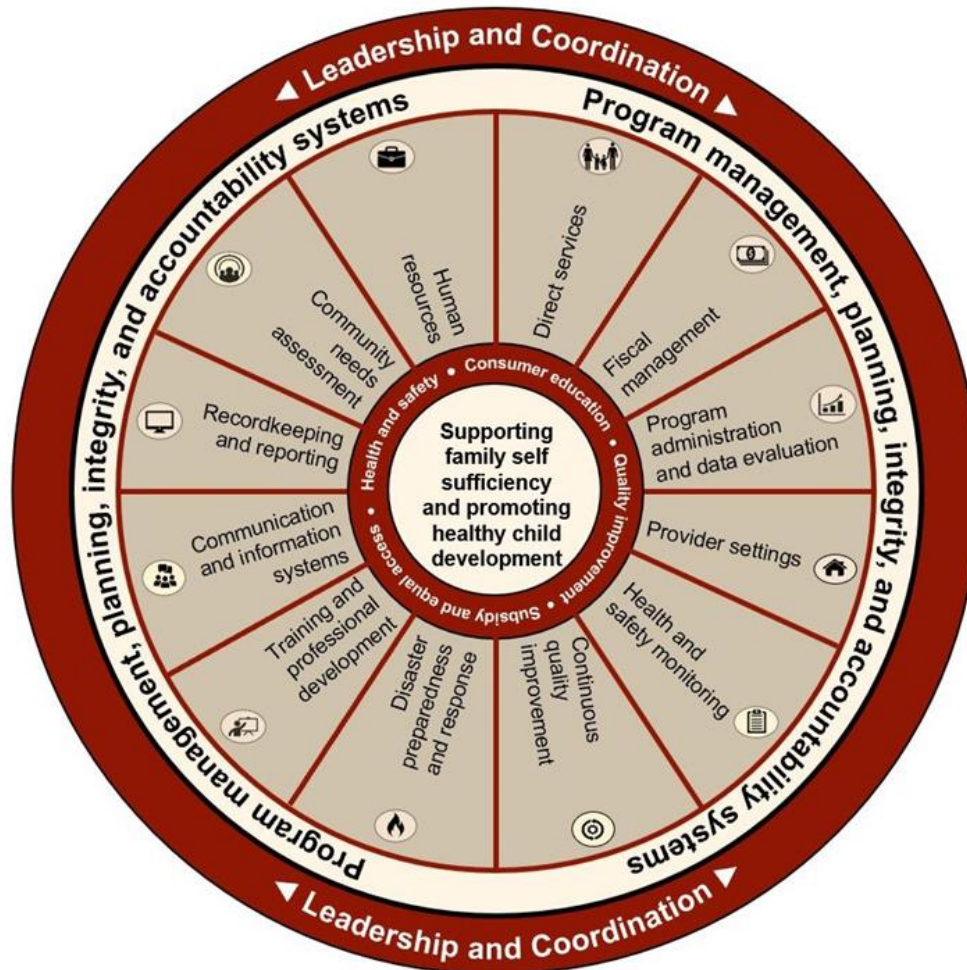 ◄ Leadership and Coordination ►
Program management, planning, integrity, and accountability systems
Program management, planning, integrity, and accountability systems
Direct services
Fiscal
management
Program
administration
and data evaluation
Provider settings
Health and
safety monitoring
Continuous
quality
improvement
Disaster
preparedness
and response
Training and
professional
development
Communication
and information
systems
Recordkeeping
and reporting
Community
needs
assessment
Human
resources
Health and safety • Consumer education • Quality improvement • Subsidy and equal access •
Supporting
family self
sufficiency
and promoting
healthy child
development
◄ Leadership and Coordination ►